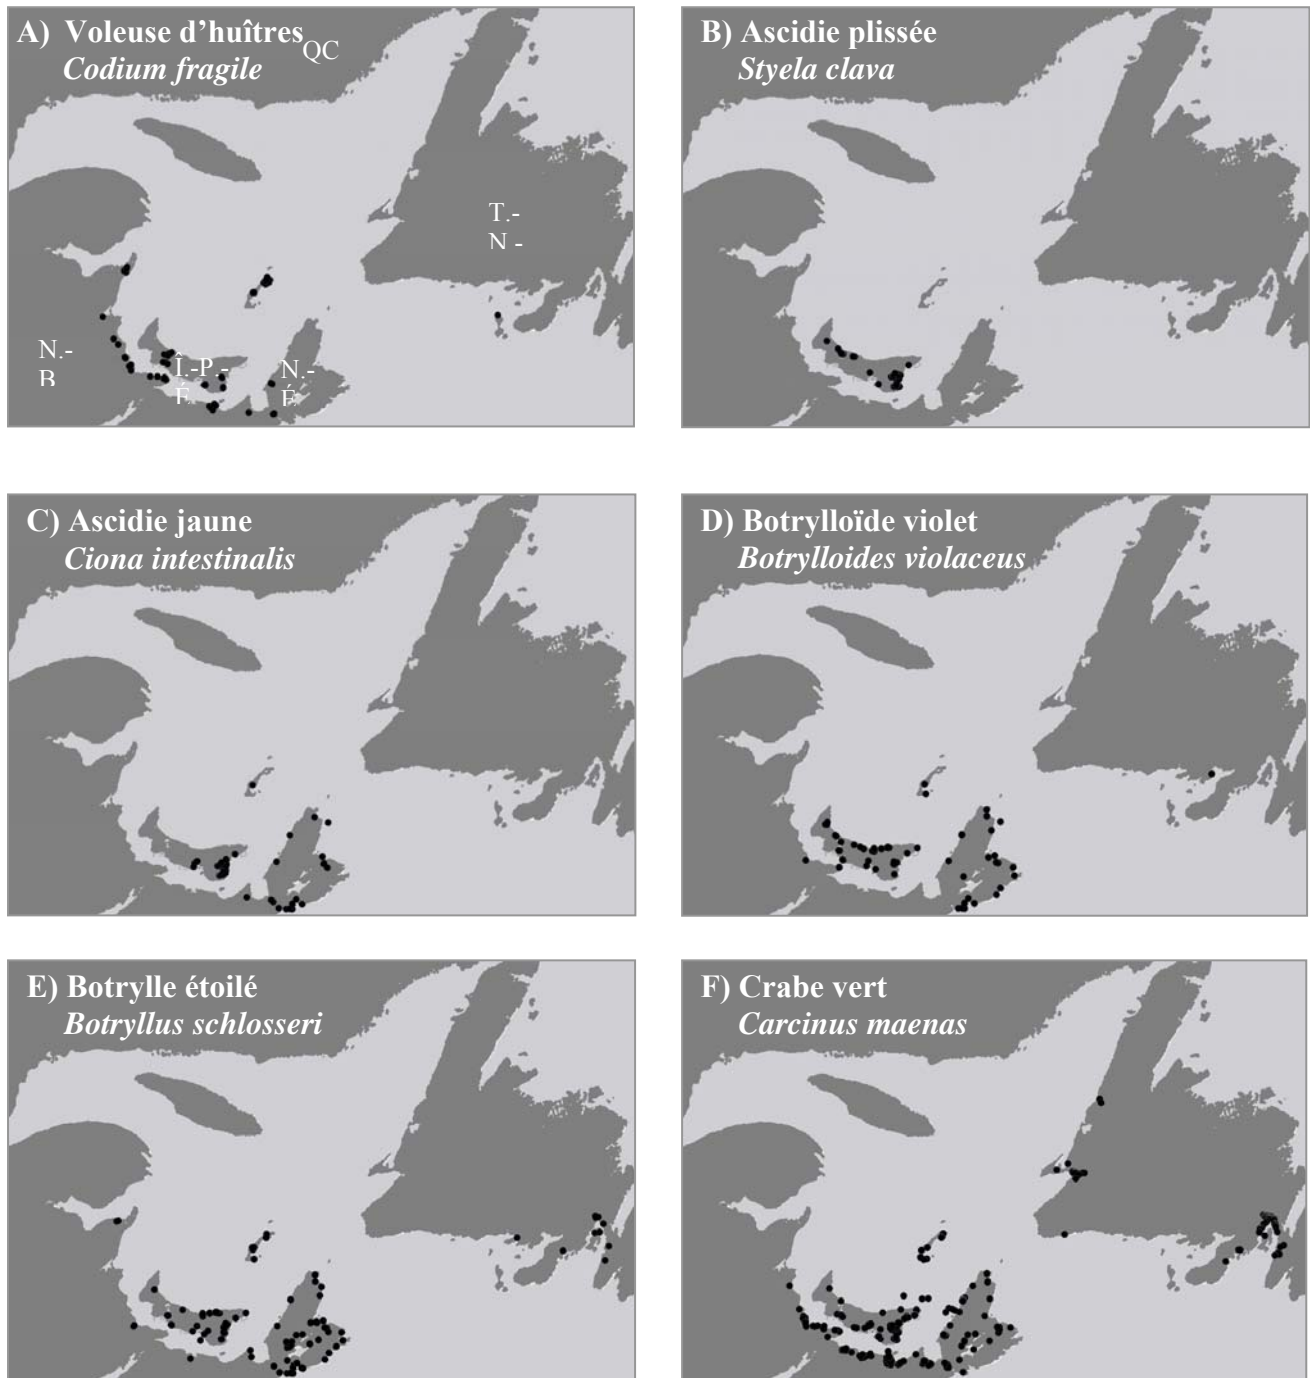 A) Voleuse d’huîtres
Codium fragile
QC
T.-
N -
N.-
B
Î.-P.-
É
N.-
É
B) Ascidie plissée
Styela clava
C) Ascidie jaune
Ciona intestinalis
D) Botrylloïde violet
Botrylloides violaceus
E) Botrylle étoilé
Botryllus schlosseri
F) Crabe vert
Carcinus maenas